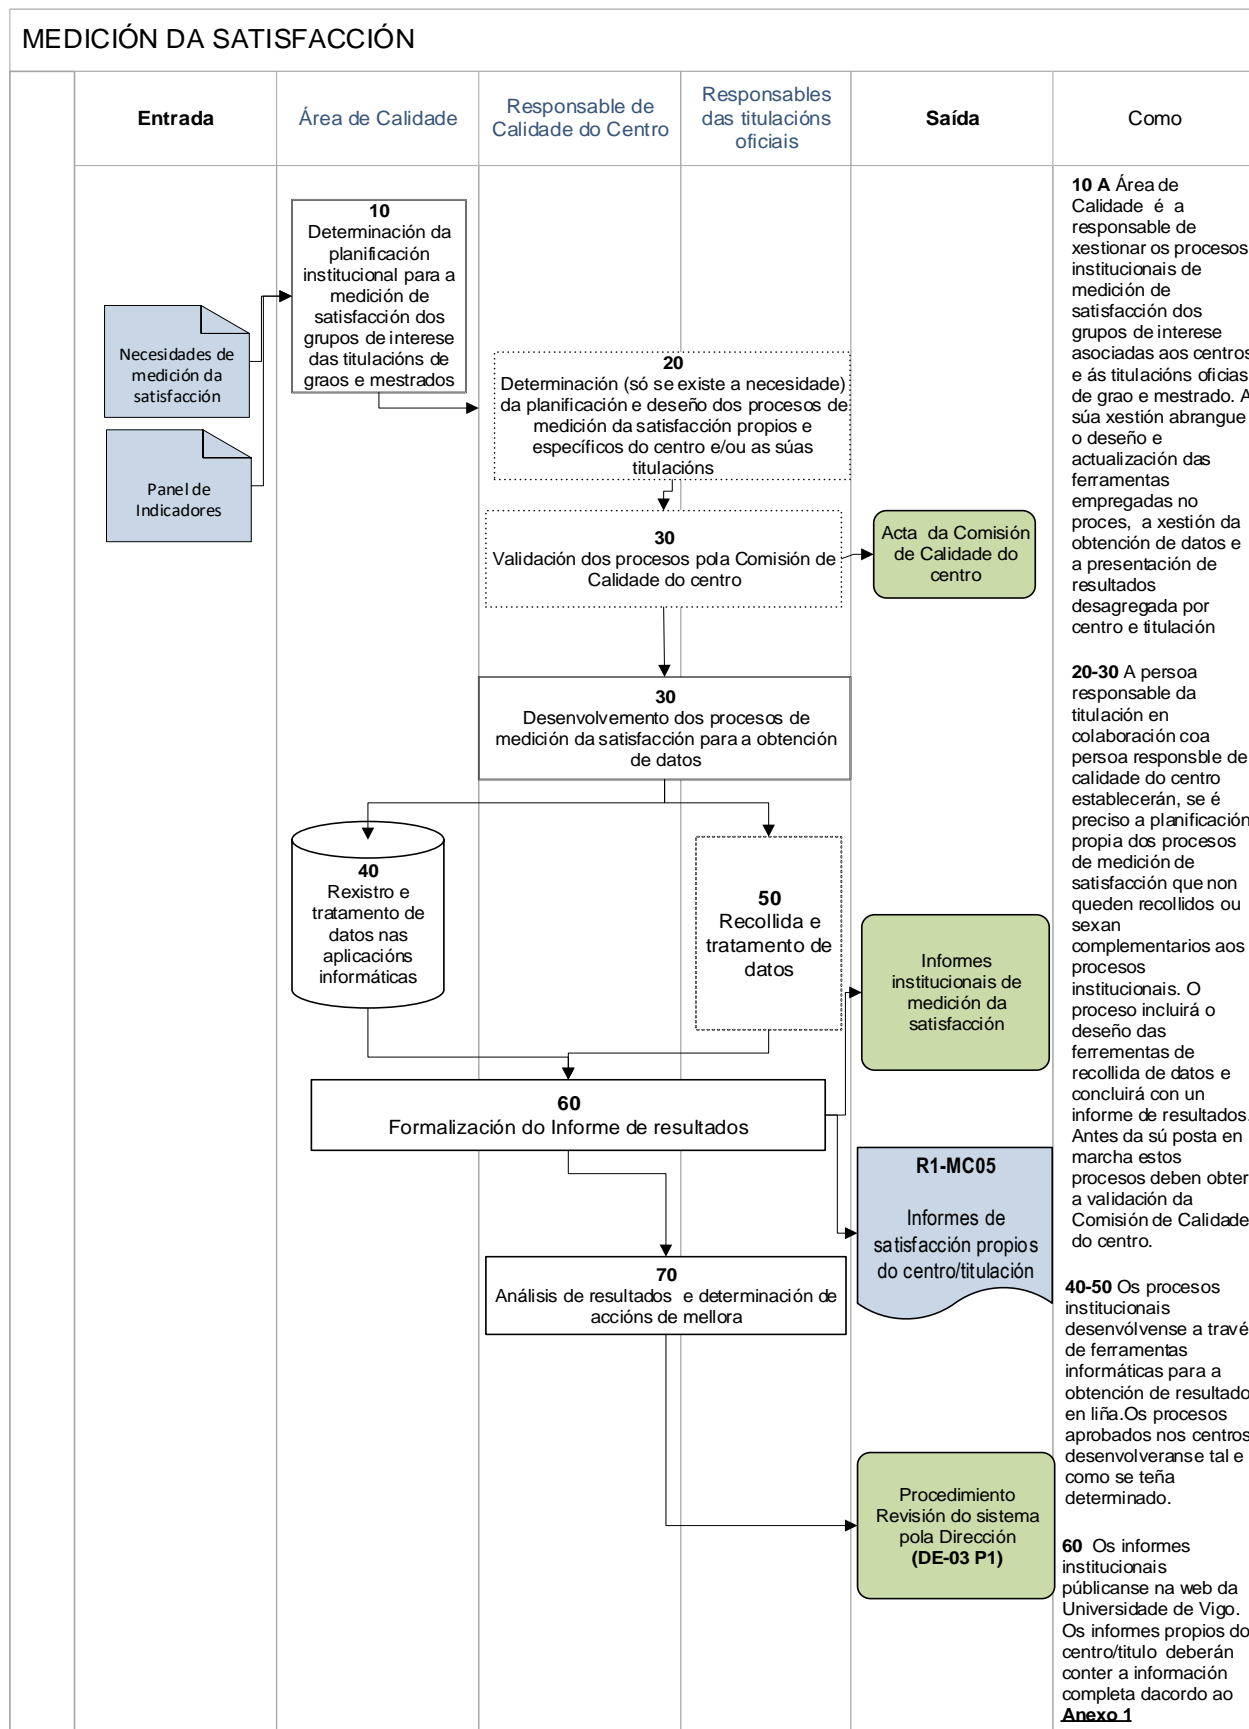 MEDICIÓN DA SATISFACCIÓN
Entrada
Área de Calidade
Responsable de
Calidade do Centro
Responsables
das titulacións
oficiais
Saída
Como
10
Determinación da
planificación
institucional para a
medición de
satisfacción dos
grupos de interese
das titulacións de
graos e mestrados
Necesidades de
medición da
satisfacción
Panel de
Indicadores
20
Determinación (só se existe a necesidade)
da planificación e deseño dos procesos de
medición da satisfacción propios e
específicos do centro e/ou as súas
titulacións
30
Validación dos procesos pola Comisión de
Calidade do centro
Acta da Comisión
de Calidade do
centro
30
Desenvolvemento dos procesos de
medición da satisfacción para a obtención
de datos
40
Rexistro e
tratamento de
datos nas
aplicacións
informáticas
50
Recollida e
tratamento de
datos
Informes
institucionais de
medición da
satisfacción
60
Formalización do Informe de resultados
R1-MC05
Informes de
satisfacción propios
do centro/titulación
70
Análisis de resultados e determinación de
accións de mellora
Procedimiento
Revisión do sistema
pola Dirección
(DE-03 P1)
10 A Área de
Calidade é a
responsable de
xestionar os procesos
institucionais de
medición de
satisfacción dos
grupos de interese
asociadas aos centros
e ás titulacións oficias
de grao e mestrado. A
súa xestión abrangue
o deseño e
actualización das
ferramentas
empregadas no
proces, a xestión da
obtención de datos e
a presentación de
resultados
desagregada por
centro e titulación
20-30 A persoa
responsable da
titulación en
colaboración coa
persoa responsble de
calidade do centro
establecerán, se é
preciso a planificación
propia dos procesos
de medición de
satisfacción que non
queden recollidos ou
sexan
complementarios aos
procesos
institucionais. O
proceso incluirá o
deseño das
ferrementas de
recollida de datos e
concluirá con un
informe de resultados.
Antes da sú posta en
marcha estos
procesos deben obter
a validación da
Comisión de Calidade
do centro.
40-50 Os procesos
institucionais
desenvólvense a travé
de ferramentas
informáticas para a
obtención de resultado
en liña.Os procesos
aprobados nos centros
desenvolveranse tal e
como se teña
determinado.
60 Os informes
institucionais
públicanse na web da
Universidade de Vigo.
Os informes propios do
centro/titulo deberán
conter a información
completa dacordo ao
Anexo 1